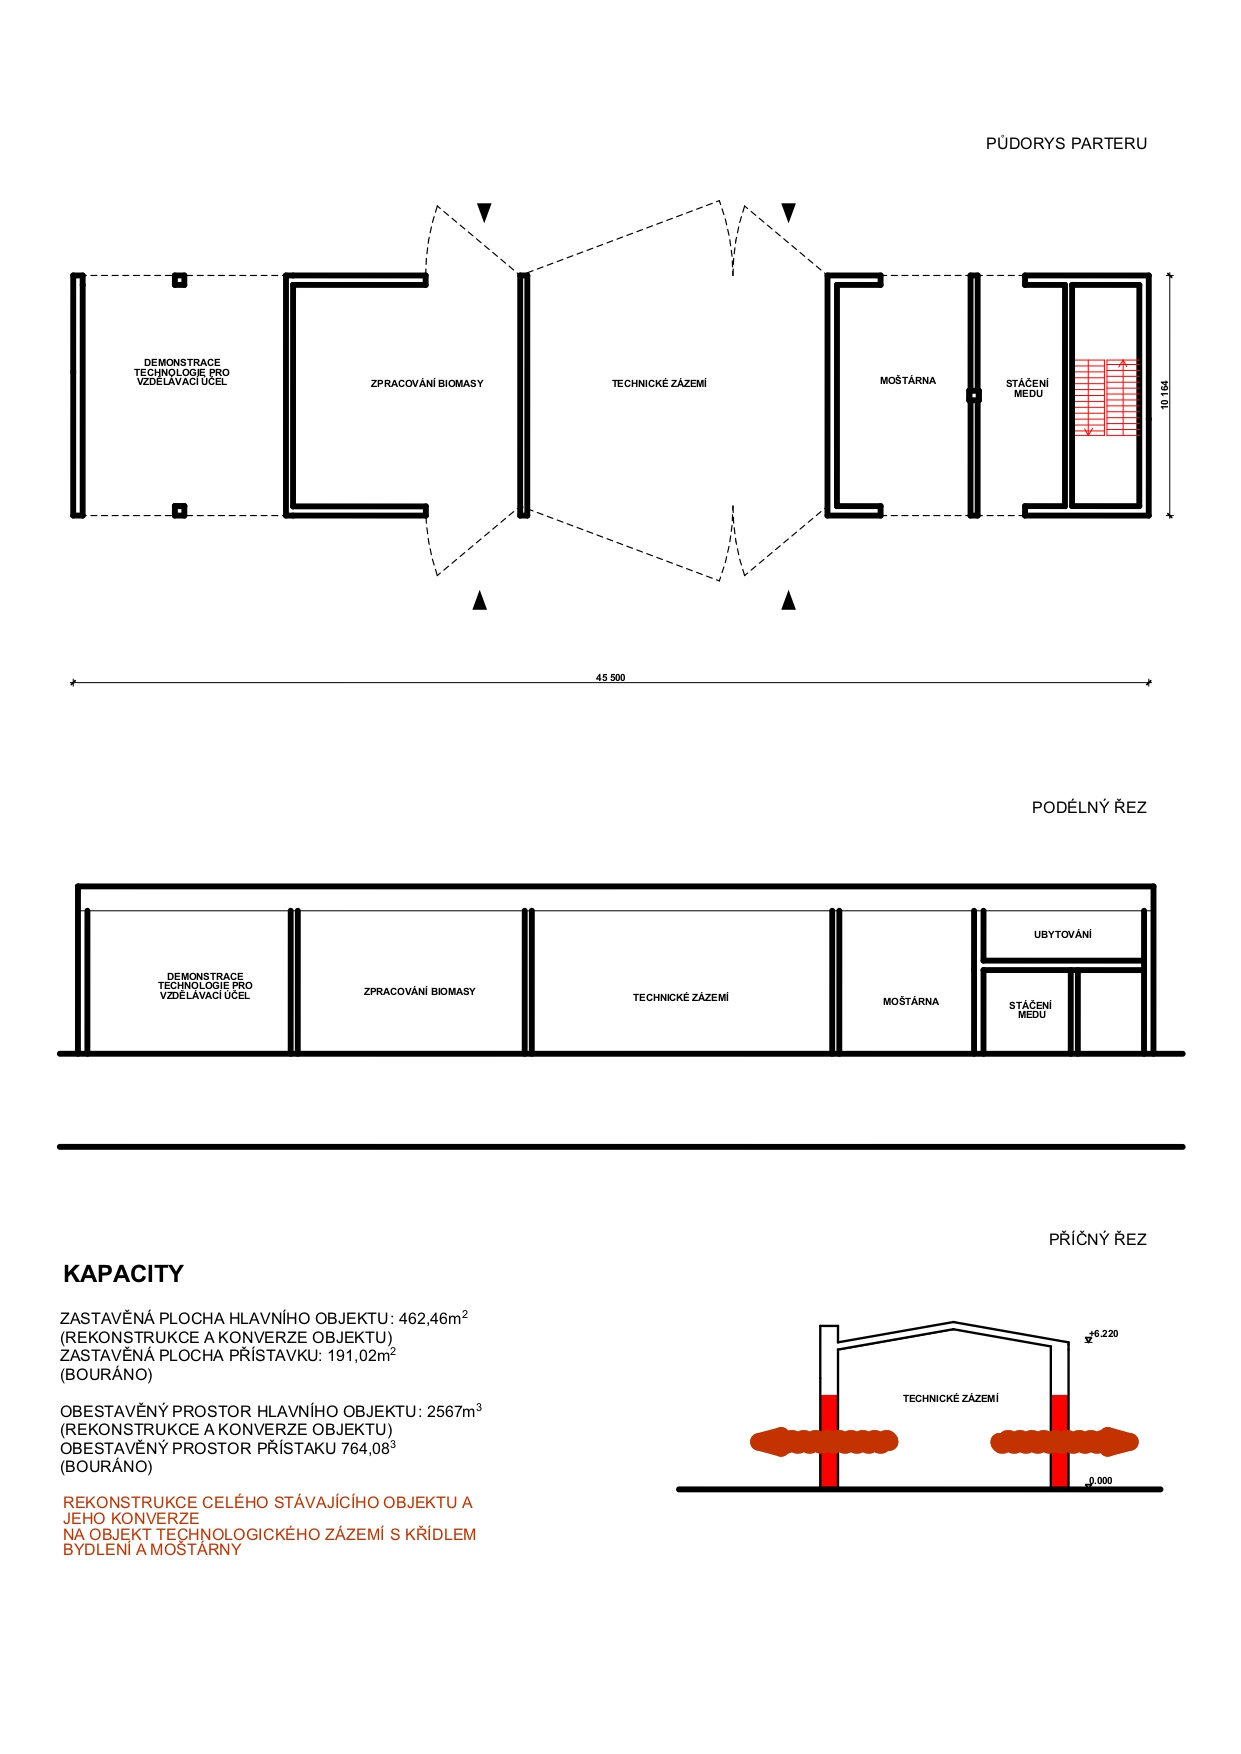 PŮDORYS PARTERU
DEMONSTRACE
TECHNOLOGIE PRO
VZDĚLÁVACÍ ÚČEL
ZPRACOVÁNÍ BIOMASY
TECHNICKÉ ZÁZEMÍ
MOŠTÁRNA
STÁČENÍ
MEDU
10 164
45 500
PODÉLNÝ ŘEZ
UBYTOVÁNÍ
DEMONSTRACE
TECHNOLOGIE PRO
VZDĚLÁVACÍ ÚČEL
ZPRACOVÁNÍ BIOMASY
TECHNICKÉ ZÁZEMÍ
MOŠTÁRNA
STÁČENÍ
MEDU
PŘÍČNÝ ŘEZ
KAPACITY
ZASTAVĚNÁ PLOCHA HLAVNÍHO OBJEKTU: 462,46m²
(REKONSTRUKCE A KONVERZE OBJEKTU)
ZASTAVĚNÁ PLOCHA PŘÍSTAVKU: 191,02m²
(BOURÁNO)
OBESTAVĚNÝ PROSTOR HLAVNÍHO OBJEKTU: 2567m³
(REKONSTRUKCE A KONVERZE OBJEKTU)
OBESTAVĚNÝ PROSTOR PŘÍSTAKU 764,08³
(BOURÁNO)
REKONSTRUKCE CELÉHO STÁVAJÍCÍHO OBJEKTU A
JEHO KONVERZE
NA OBJEKT TECHNOLOGICKÉHO ZÁZEMÍ S KŘÍDLEM
BYDLENÍ A MOŠTÁRNY
+6.220
TECHNICKÉ ZÁZEMÍ
0.000